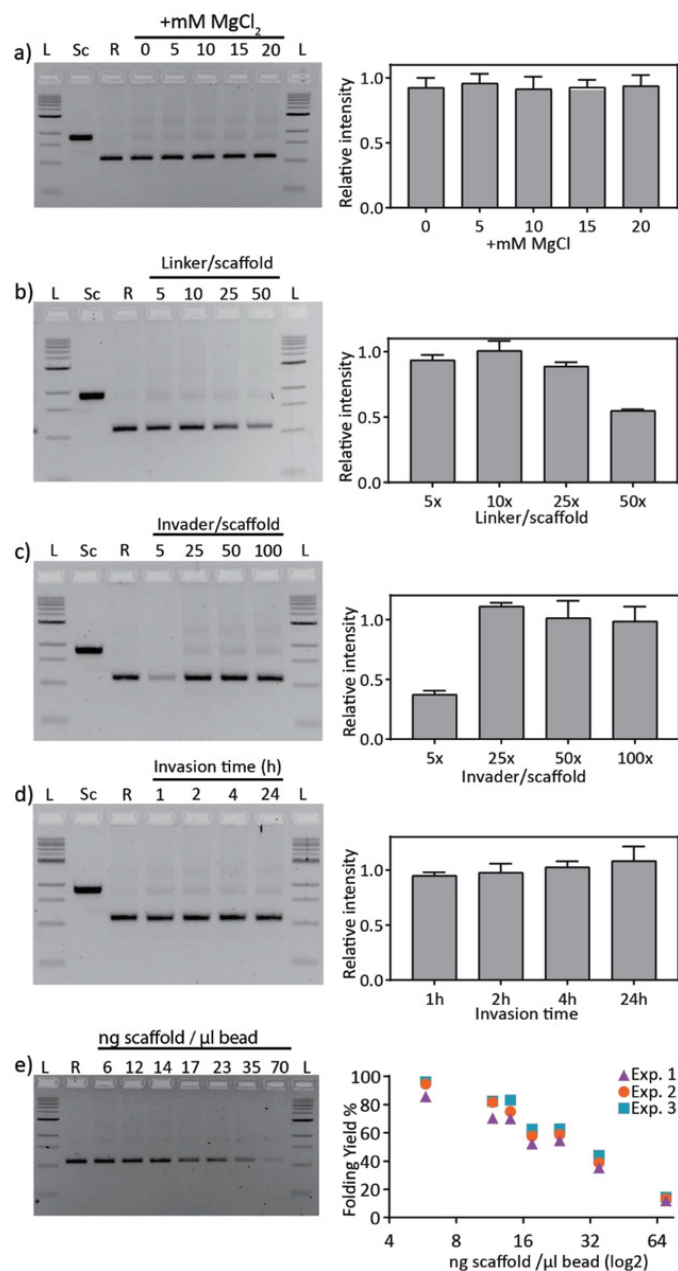 +mM MgCl2
a) L Sc R 0 5 10 15 20 L
Relative intensity
1.0
0.5
0.0
0 5 10 15 20
+mM MgCl
Linker/scaffold
b) L Sc R 5 10 25 50 L
Relative intensity
1.0
0.5
0.0
5x 10x 25x 50x
Linker/scaffold
Invader/scaffold
c) L Sc R 5 25 50 100 L
Relative intensity
1.0
0.5
0.0
5x 25x 50x 100x
Invader/scaffold
Invasion time (h)
d) L Sc R 1 2 4 24 L
Relative intensity
1.0
0.5
0.0
1h 2h 4h 24h
Invasion time
ng scaffold / µl bead
e) L R 6 12 14 17 23 35 70 L
Folding Yield %
100
80
60
40
20
0
Exp. 1
Exp. 2
Exp. 3
4 8 16 32 64
ng scaffold /µl bead (log2)